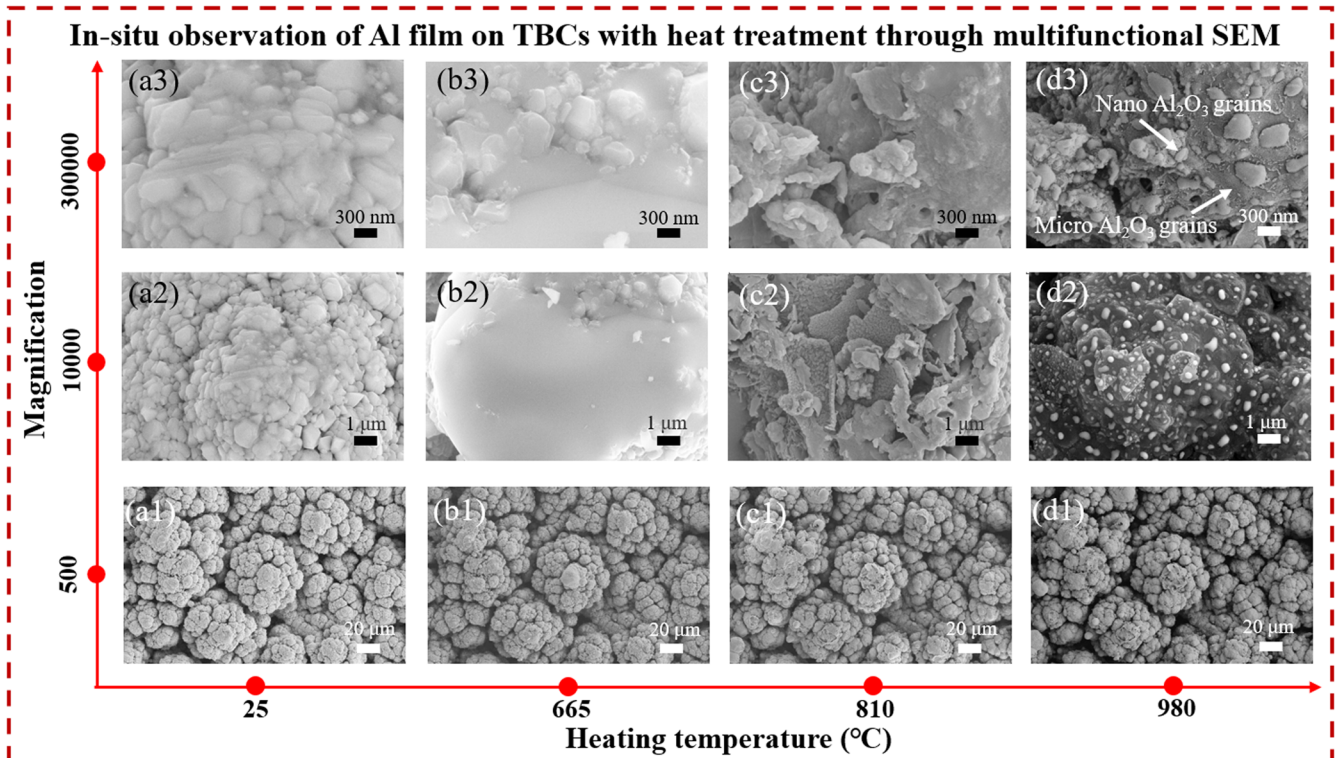 In-situ observation of Al film on TBCs with heat treatment through multifunctional SEM
Magnification
300000
(a3)
300 nm
(b3)
300 nm
(c3)
300 nm
(d3)
Nano Al₂O₃ grains
Micro Al₂O₃ grains
300 nm
10000
(a2)
1 μm
(b2)
1 μm
(c2)
1 μm
(d2)
1 μm
500
(a1)
20 μm
(b1)
20 μm
(c1)
20 μm
(d1)
20 μm
25
665
810
980
Heating temperature (℃)